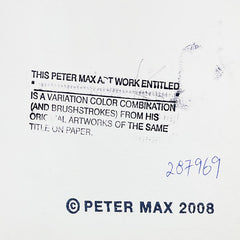 THIS PETER MAX ART WORK ENTITLED
IS A VARIATION COLOR COMBINATION
(AND BRUSHSTROKES) FROM HIS
ORIGINAL ARTWORKS OF THE SAME
TITLE ON PAPER.
287969
© PETER MAX 2008